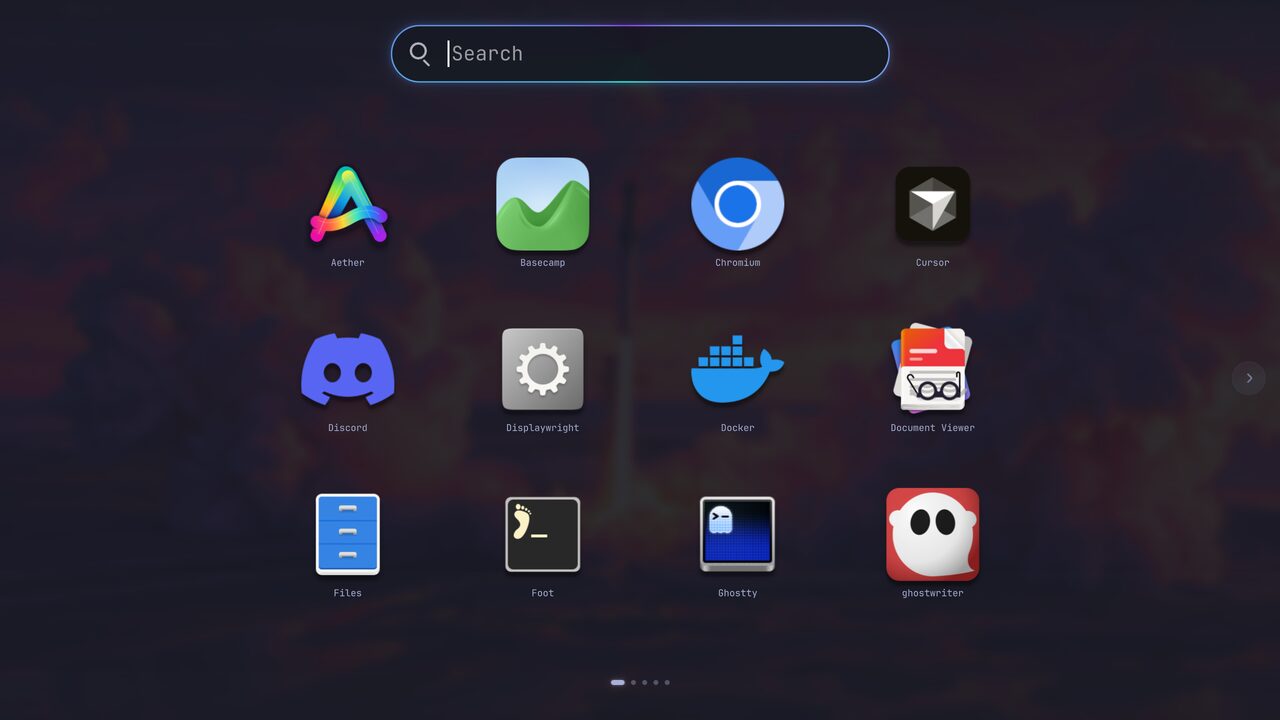 Search
Aether
Basecamp
Chromium
Cursor
Discord
Displaywright
Docker
Document Viewer
Files
Foot
Ghostty
ghostwriter